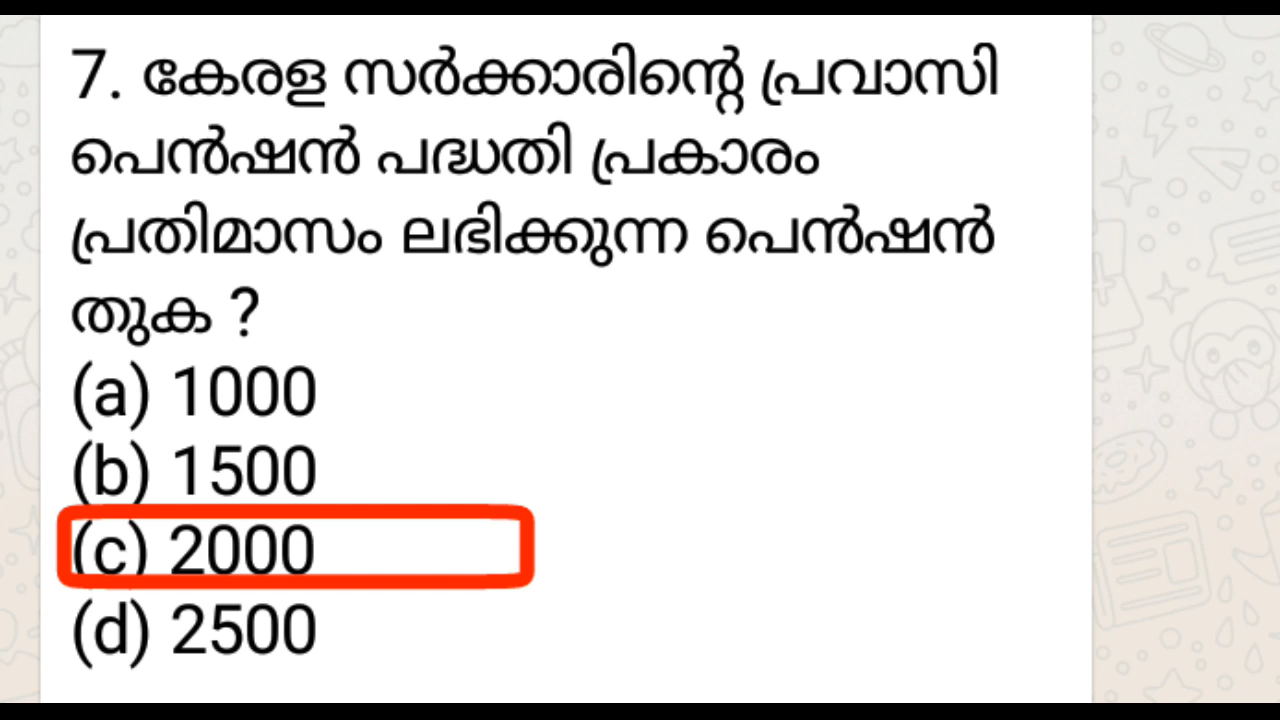 7. കേരള സർക്കാരിന്റെ പ്രവാസി
പെൻഷൻ പദ്ധതി പ്രകാരം
പ്രതിമാസം ലഭിക്കുന്ന പെൻഷൻ
തുക ?
(a) 1000
(b) 1500
(c) 2000
(d) 2500